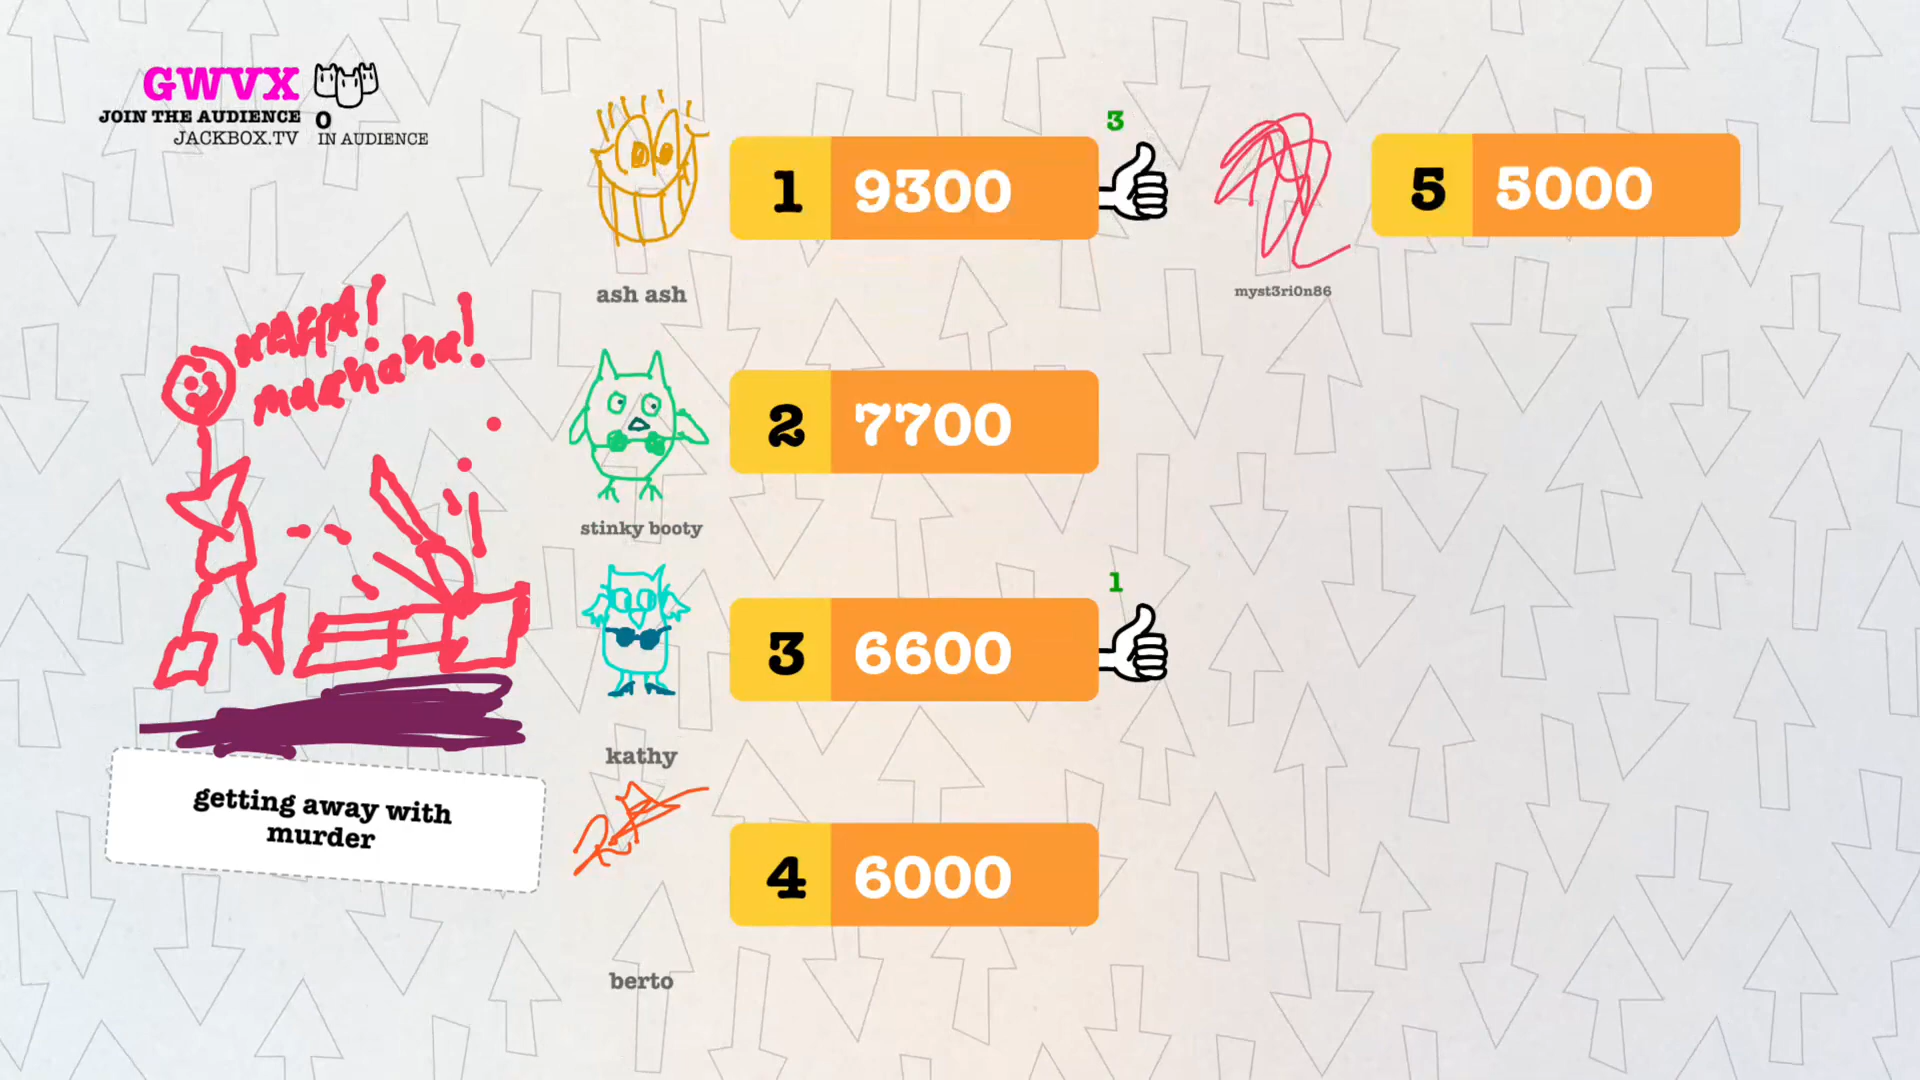 GWVX
JOIN THE AUDIENCE
JACKBOX.TV
0
IN AUDIENCE
HAHA!
muahaha!
getting away with
murder
1 9300
3
ash ash
2 7700
stinky booty
3 6600
1
kathy
4 6000
berto
5 5000
myst3ri0n86